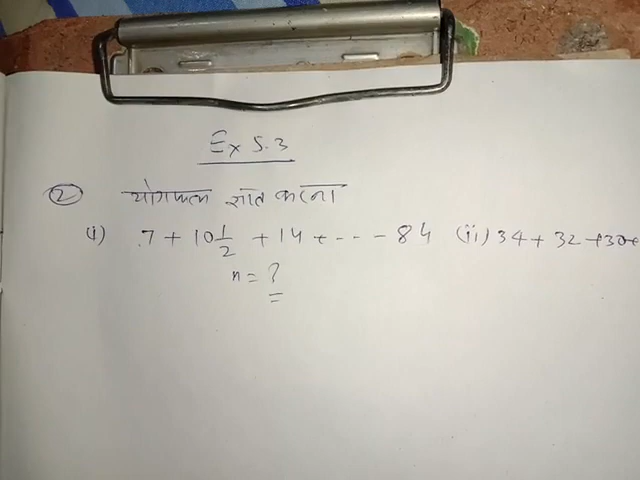 Ex 5.3
② योगफल ज्ञात करना
(i) 7 + 10 1/2 + 14 + --- - 84 (ii) 34 + 32 + 30 +
n = ?